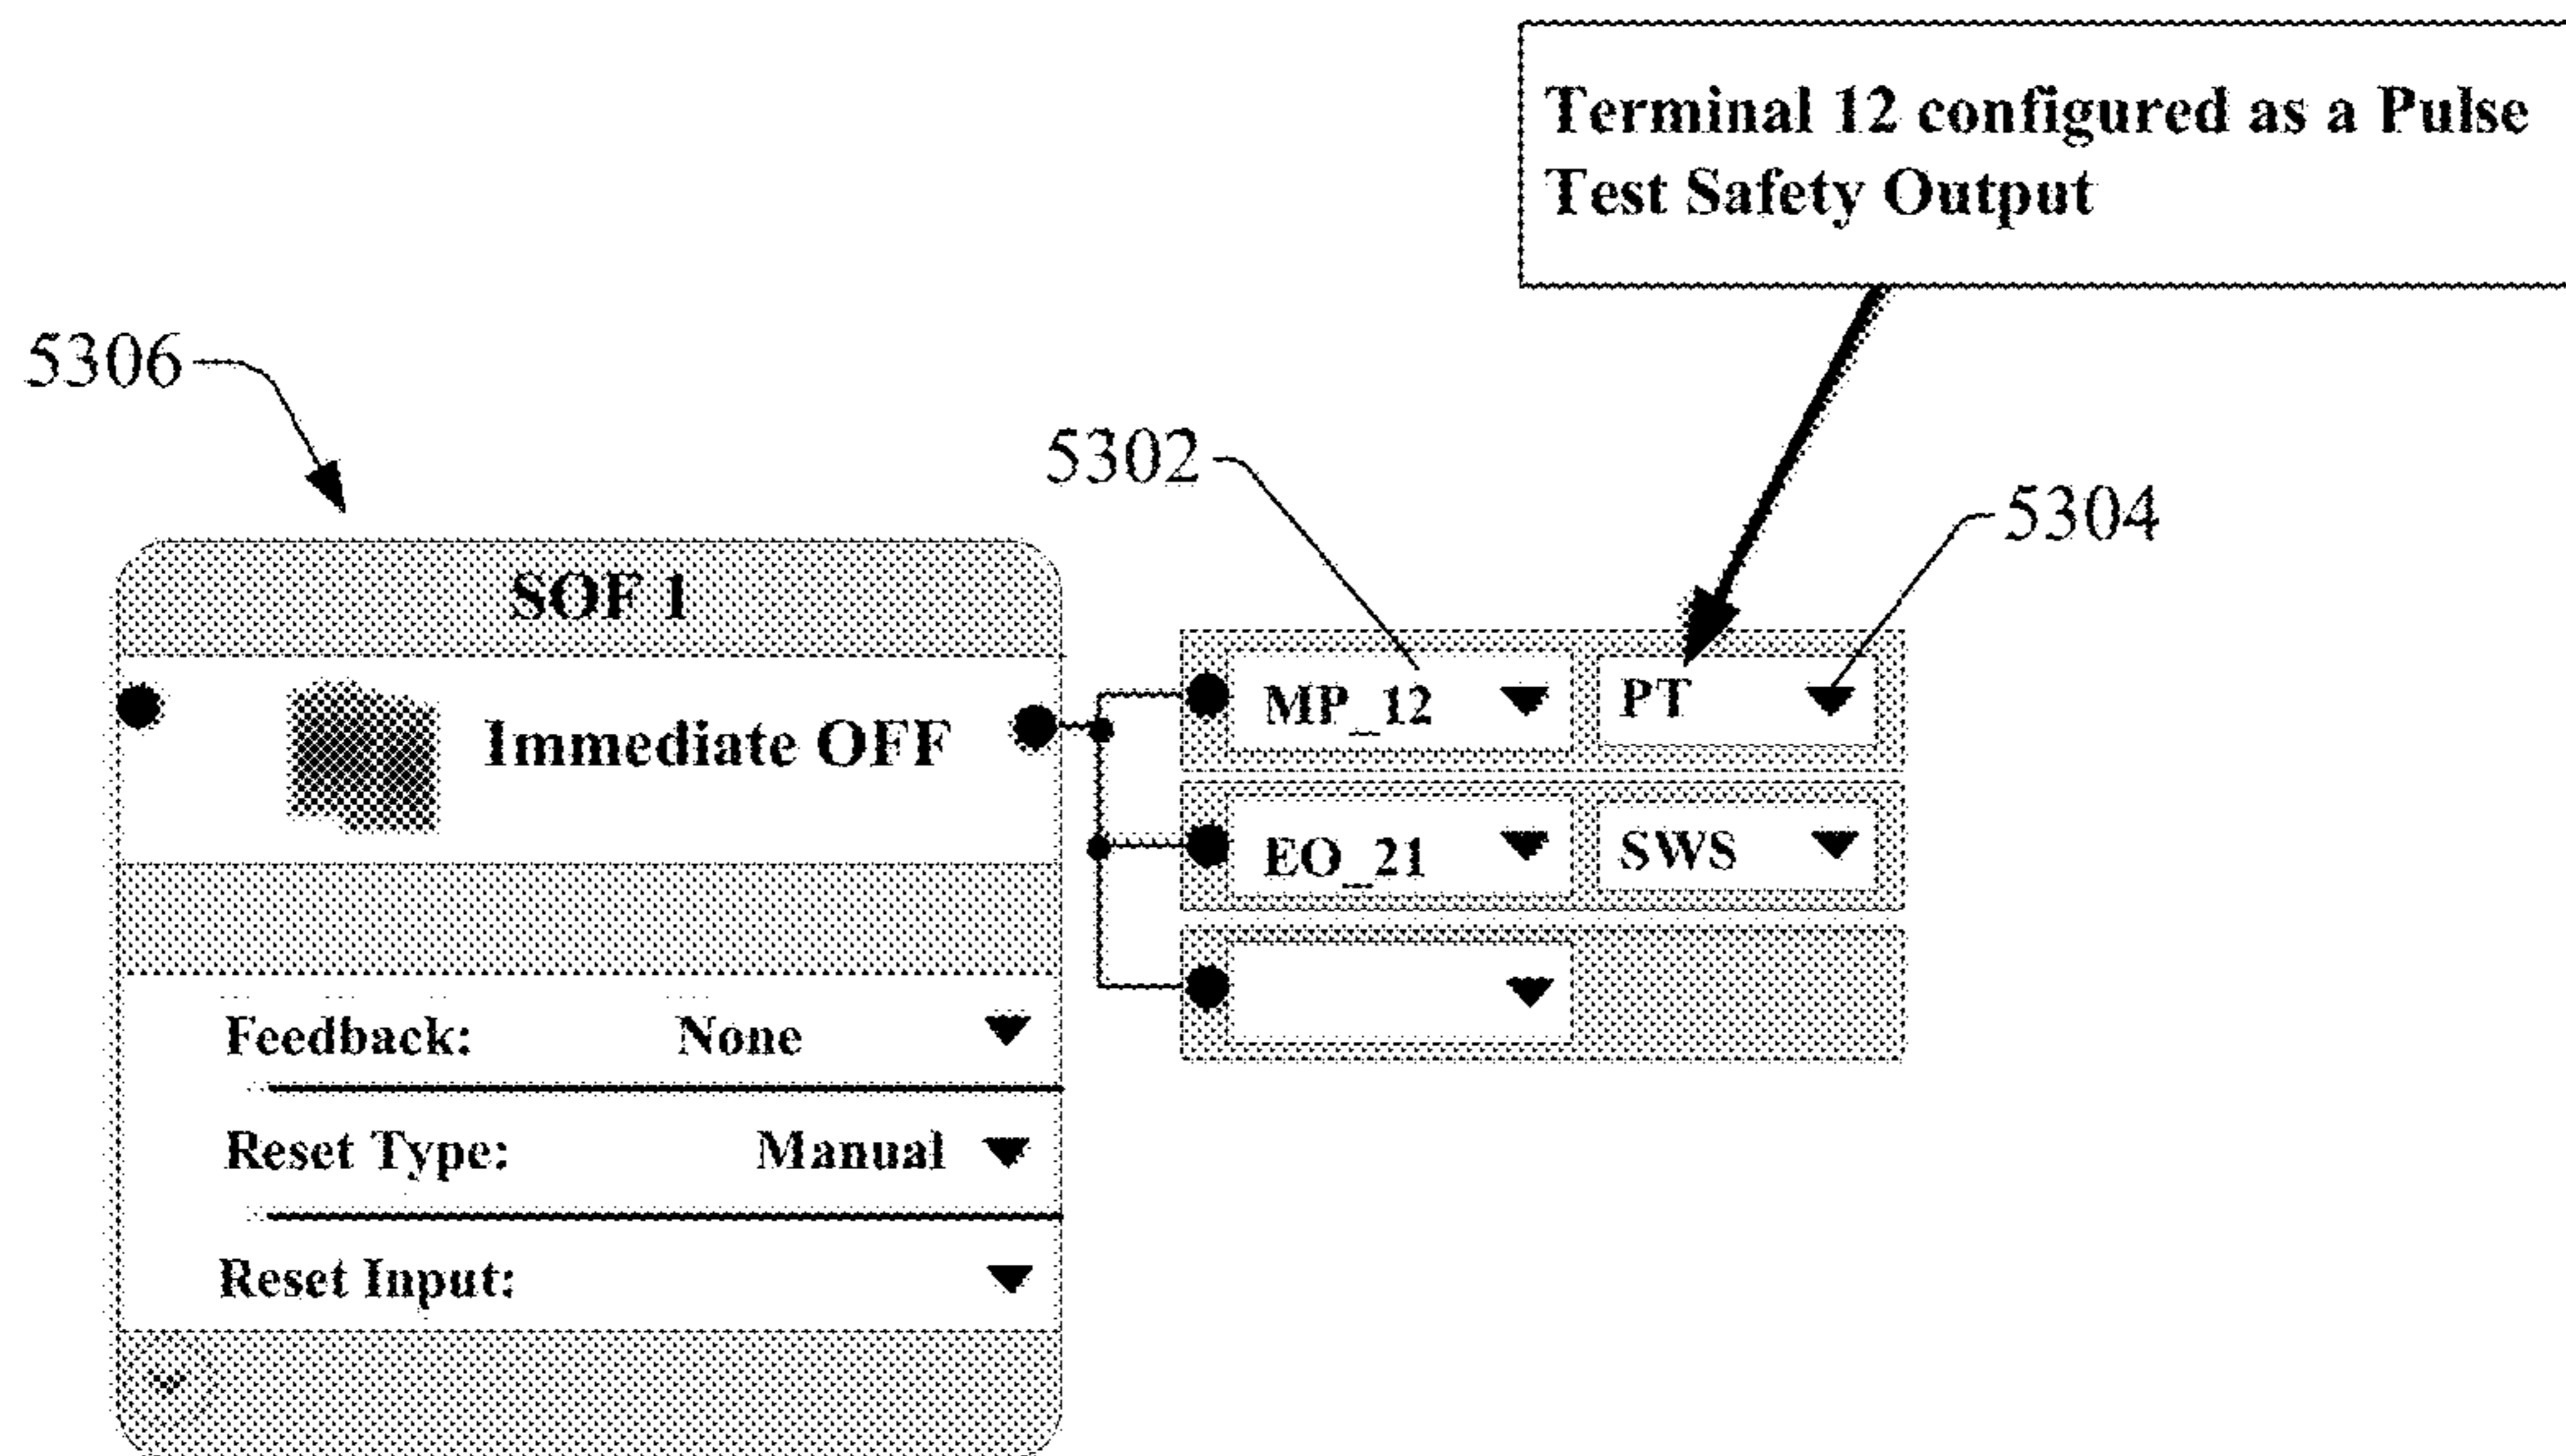 Terminal 12 configured as a Pulse
Test Safety Output
5306
5302
5304
SOF 1
Immediate OFF
MP_12
PT
EO_21
SWS
Feedback: None
Reset Type: Manual
Reset Input: